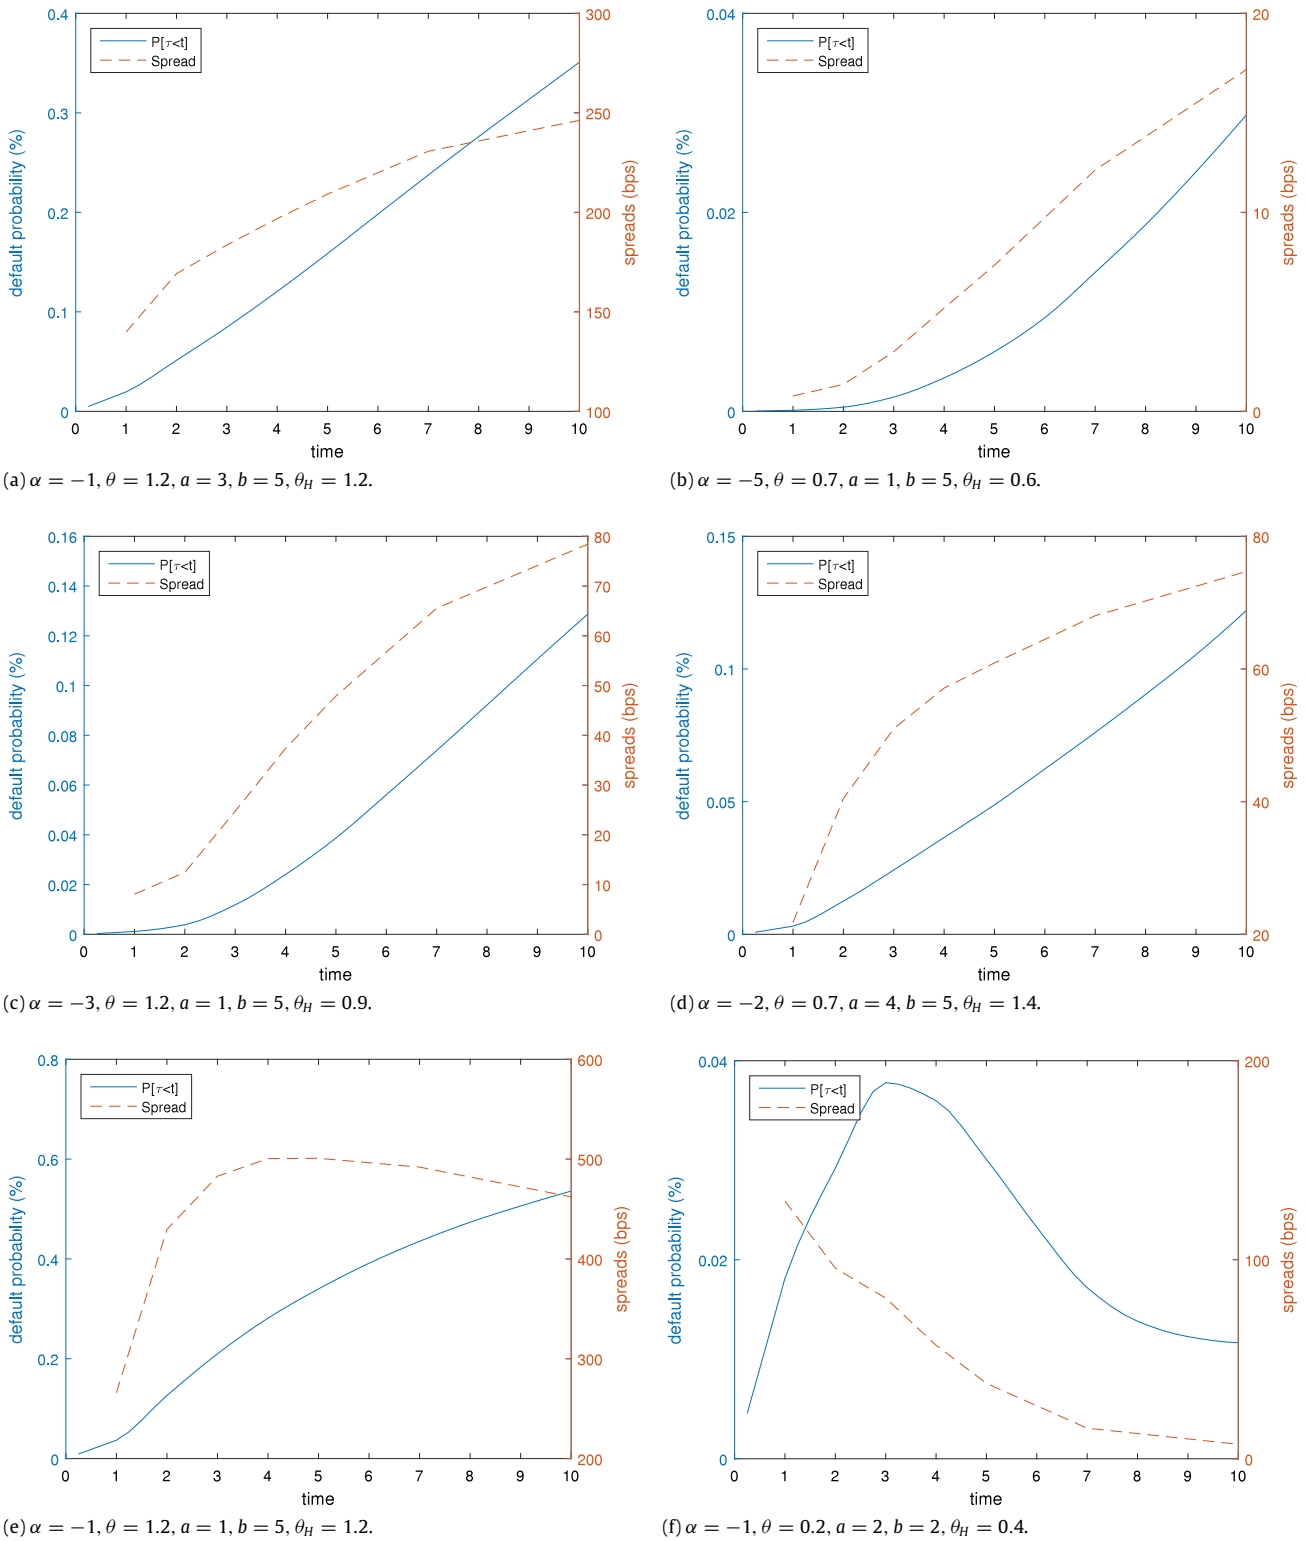 0.4
0.3
0.2
0.1
0
300
250
200
150
100
P[τ<t]
Spread
default probability (%)
spreads (bps)
0 1 2 3 4 5 6 7 8 9 10
time
(a) α = −1, θ = 1.2, a = 3, b = 5, θH = 1.2.
0.04
0.02
0
20
10
0
P[τ<t]
Spread
default probability (%)
spreads (bps)
0 1 2 3 4 5 6 7 8 9 10
time
(b) α = −5, θ = 0.7, a = 1, b = 5, θH = 0.6.
0.16
0.14
0.12
0.1
0.08
0.06
0.04
0.02
0
80
70
60
50
40
30
20
10
0
P[τ<t]
Spread
default probability (%)
spreads (bps)
0 1 2 3 4 5 6 7 8 9 10
time
(c) α = −3, θ = 1.2, a = 1, b = 5, θH = 0.9.
0.15
0.1
0.05
0
80
60
40
20
P[τ<t]
Spread
default probability (%)
spreads (bps)
0 1 2 3 4 5 6 7 8 9 10
time
(d) α = −2, θ = 0.7, a = 4, b = 5, θH = 1.4.
0.8
0.6
0.4
0.2
0
600
500
400
300
200
P[τ<t]
Spread
default probability (%)
spreads (bps)
0 1 2 3 4 5 6 7 8 9 10
time
(e) α = −1, θ = 1.2, a = 1, b = 5, θH = 1.2.
0.04
0.02
0
200
100
0
P[τ<t]
Spread
default probability (%)
spreads (bps)
0 1 2 3 4 5 6 7 8 9 10
time
(f) α = −1, θ = 0.2, a = 2, b = 2, θH = 0.4.